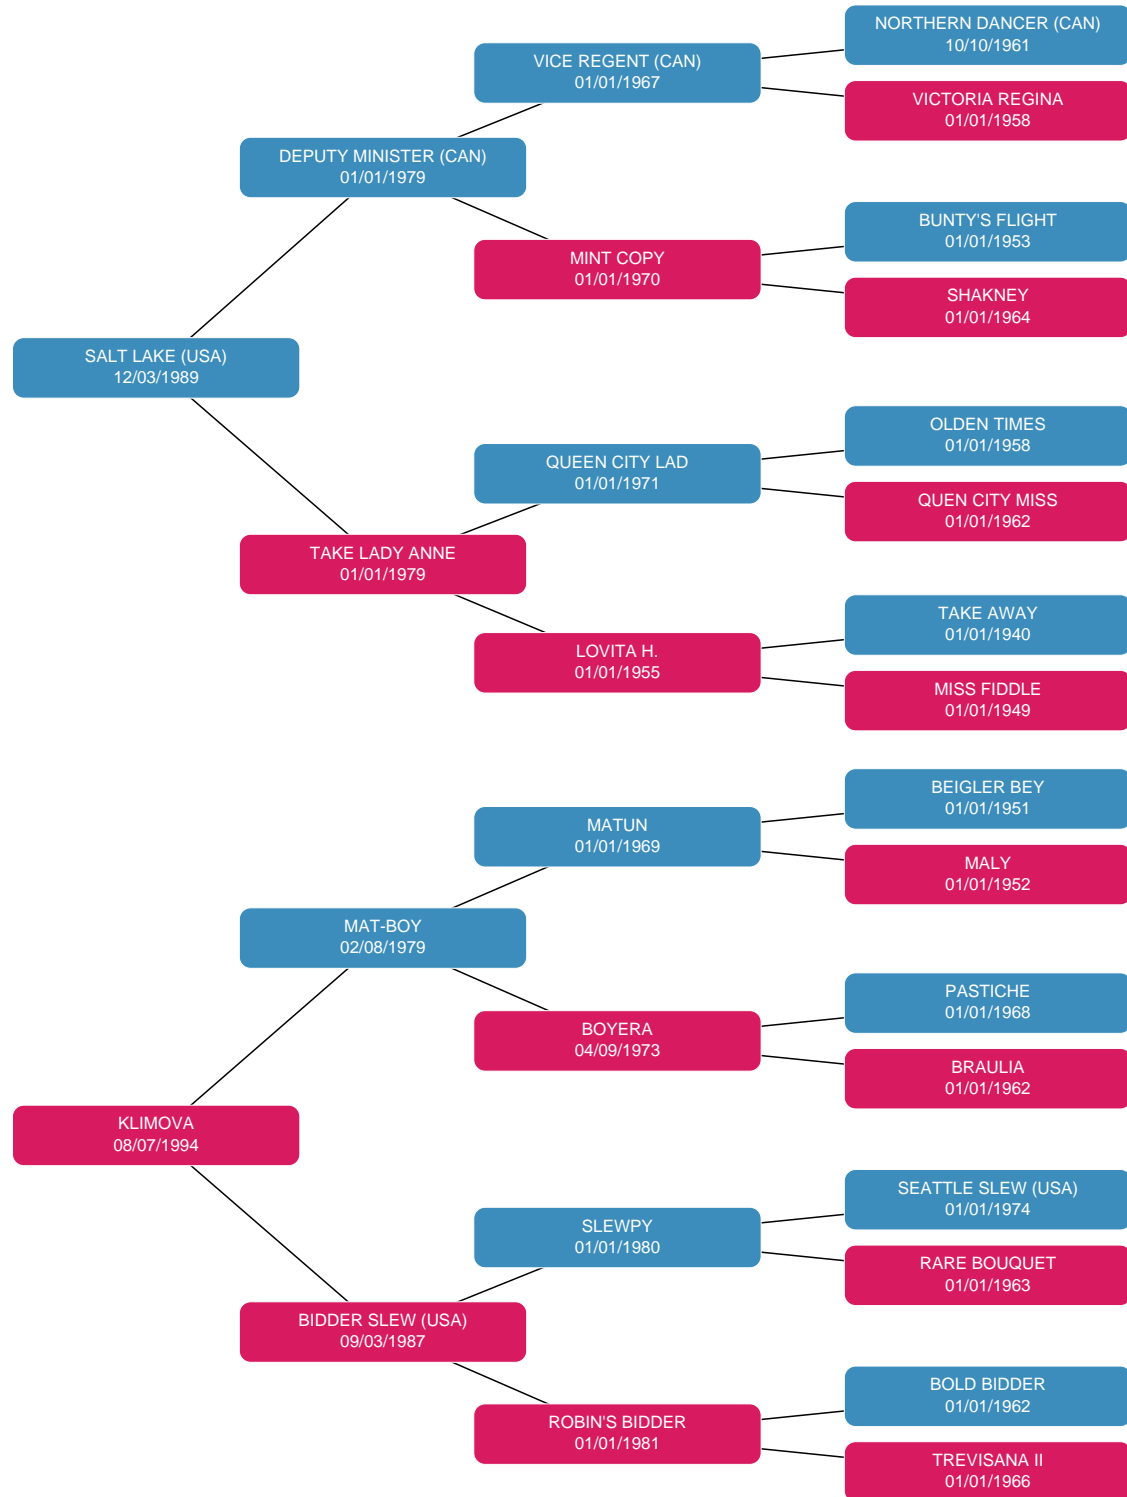 NORTHERN DANCER (CAN)
10/10/1961
VICE REGENT (CAN)
01/01/1967
VICTORIA REGINA
01/01/1958
DEPUTY MINISTER (CAN)
01/01/1979
BUNTY'S FLIGHT
01/01/1953
MINT COPY
01/01/1970
SHAKNEY
01/01/1964
SALT LAKE (USA)
12/03/1989
OLDEN TIMES
01/01/1958
QUEEN CITY LAD
01/01/1971
QUEN CITY MISS
01/01/1962
TAKE LADY ANNE
01/01/1979
TAKE AWAY
01/01/1940
LOVITA H.
01/01/1955
MISS FIDDLE
01/01/1949
BEIGLER BEY
01/01/1951
MATUN
01/01/1969
MALY
01/01/1952
MAT-BOY
02/08/1979
PASTICHE
01/01/1968
BOYERA
04/09/1973
BRAULIA
01/01/1962
KLIMOVA
08/07/1994
SEATTLE SLEW (USA)
01/01/1974
SLEWPY
01/01/1980
RARE BOUQUET
01/01/1963
BIDDER SLEW (USA)
09/03/1987
BOLD BIDDER
01/01/1962
ROBIN'S BIDDER
01/01/1981
TREVISANA II
01/01/1966